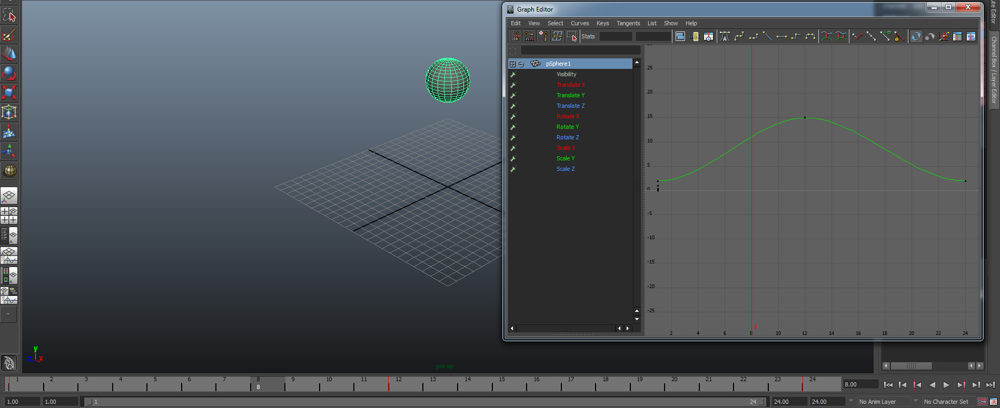 Graph Editor
Edit View Select Curves Keys Tangents List Show Help
Stats
pSphere1
Visibility
Translate X
Translate Y
Translate Z
Rotate X
Rotate Y
Rotate Z
Scale X
Scale Y
Scale Z
25
20
15
10
5
0
-5
-10
-15
-20
-25
8
2 4 6 8 10 12 14 16 18 20 22 24
ute Editor
Channel Box / Layer Editor
y
z x
persp
1 2 3 4 5 6 7 8 9 10 11 12 13 14 15 16 17 18 19 20 21 22 23 24
8
8.00
1.00 1.00 1 24 24.00 24.00 No Anim Layer No Character Set